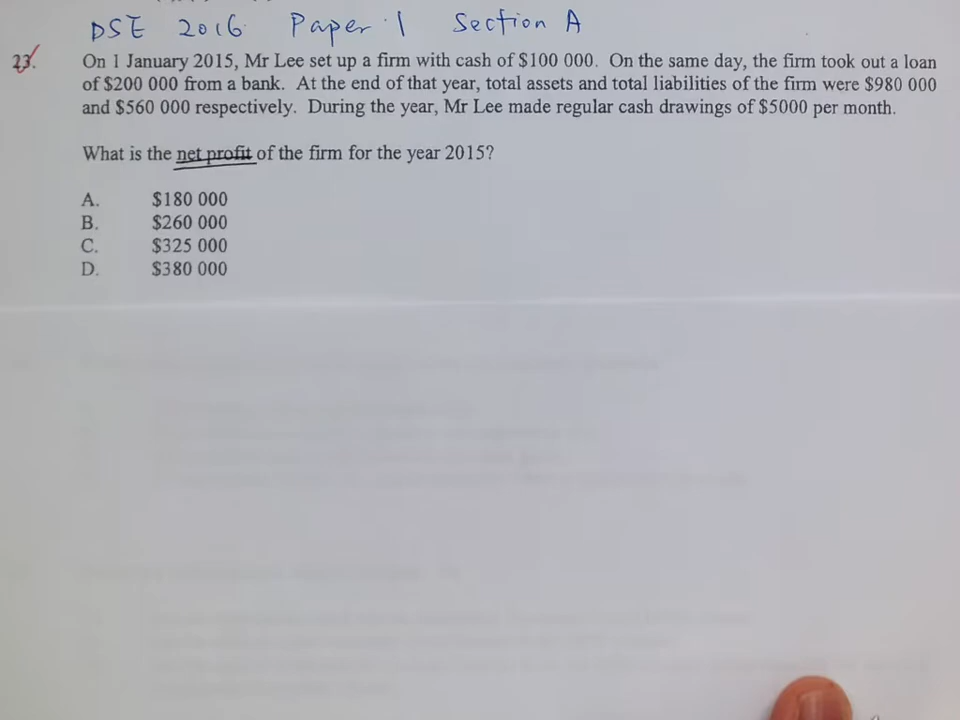 DSE 2016 Paper 1 Section A
23. On 1 January 2015, Mr Lee set up a firm with cash of $100 000. On the same day, the firm took out a loan
of $200 000 from a bank. At the end of that year, total assets and total liabilities of the firm were $980 000
and $560 000 respectively. During the year, Mr Lee made regular cash drawings of $5000 per month.
What is the net profit of the firm for the year 2015?
A. $180 000
B. $260 000
C. $325 000
D. $380 000